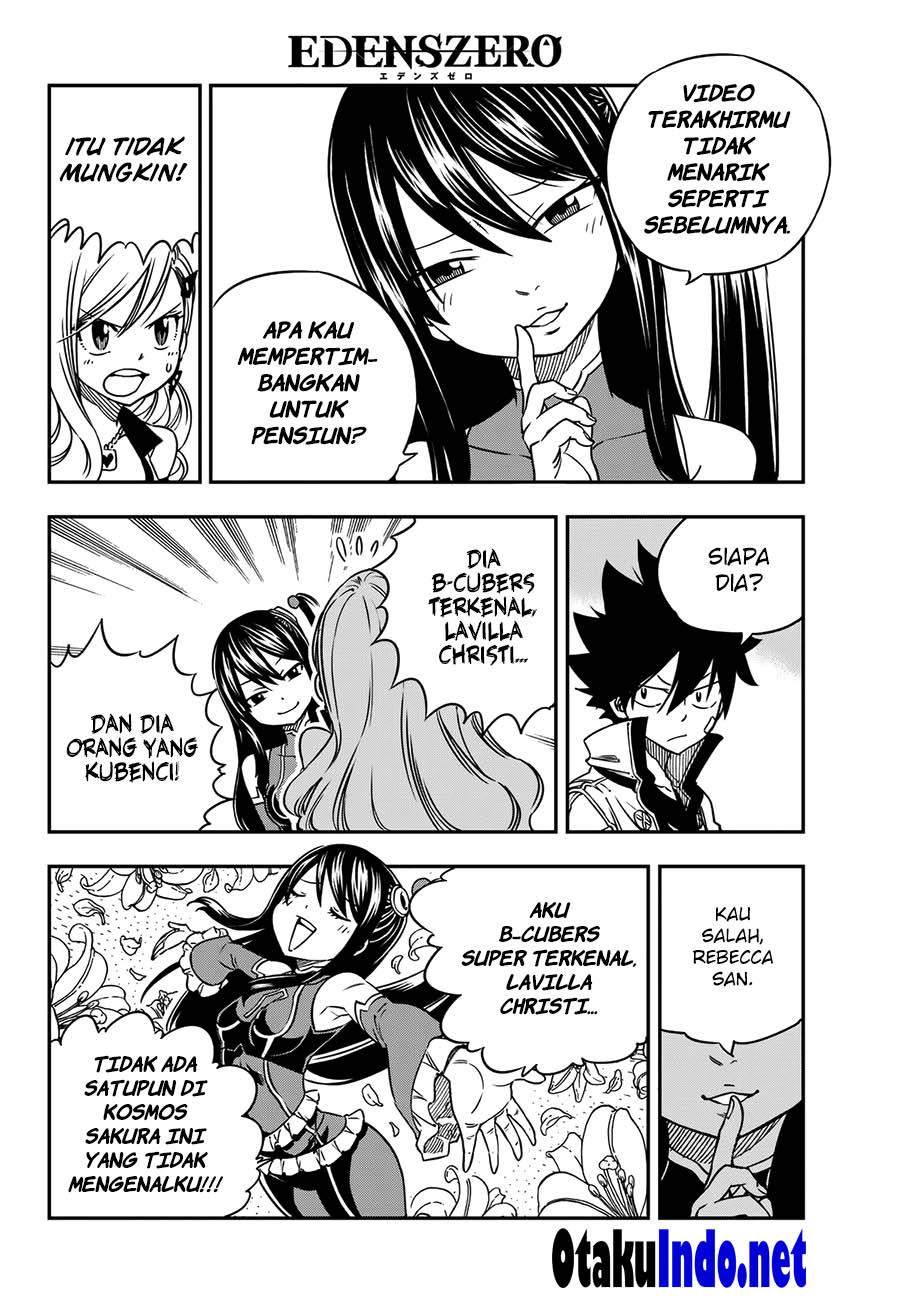 EDENSZERO
エデンズゼロ
VIDEO
TERAKHIRMU
TIDAK
MENARIK
SEPERTI
SEBELUMNYA.
APA KAU
MEMPERTIM-
BANGKAN
UNTUK
PENSIUN?
ITU TIDAK
MUNGKIN!
SIAPA
DIA?
DIA
B-CUBERS
TERKENAL,
LAVILLA
CHRISTI...
DAN DIA
ORANG YANG
KUBENCI!
KAU
SALAH,
REBECCA
SAN.
AKU
B-CUBERS
SUPER TERKENAL,
LAVILLA
CHRISTI...
TIDAK ADA
SATUPUN DI
KOSMOS
SAKURA INI
YANG TIDAK
MENGENALKU!!!
OtakuIndo.net